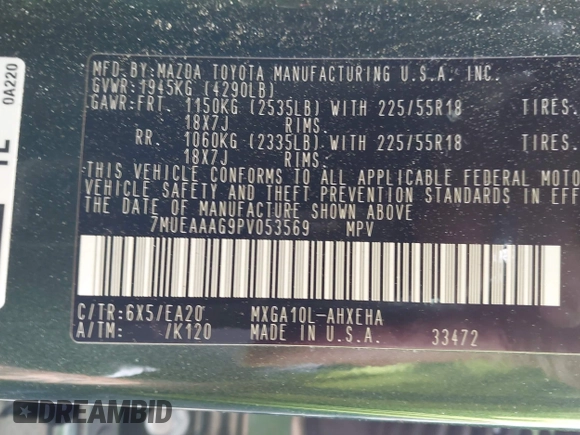 0A220
MFD.BY:MAZDA TOYOTA MANUFACTURING U.S.A. INC.
GVWR:1945KG (4290LB)
GAWR:FRT. 1150KG (2535LB) WITH 225/55R18 TIRES.
18X7J RIMS.
RR. 1060KG (2335LB) WITH 225/55R18 TIRES.
18X7J RIMS.
THIS VEHICLE CONFORMS TO ALL APPLICABLE FEDERAL MOTO
VEHICLE SAFETY AND THEFT PREVENTION STANDARDS IN EFF
THE DATE OF MANUFACTURE SHOWN ABOVE
7MUEAAAG9PV053569 MPV
C/TR:6X5/EA20 MXGA10L-AHXEHA
A/TM: /K120 MADE IN U.S.A. 33472
DREAMBID